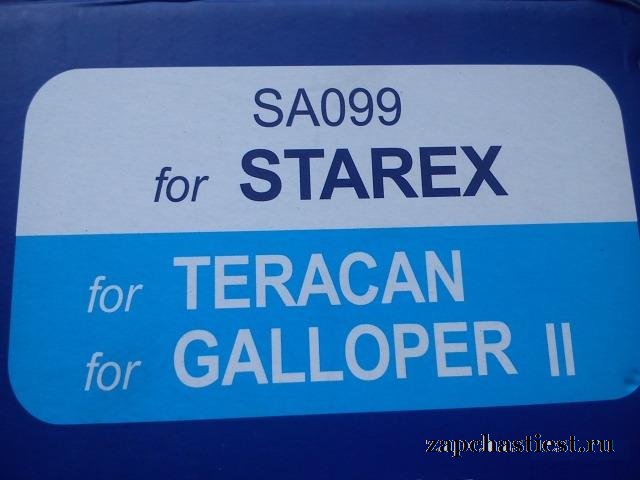 SA099
for STAREX
for TERACAN
for GALLOPER II
zapchastiest.ru